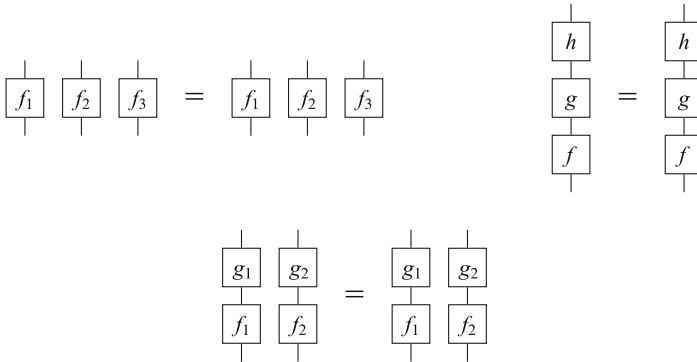 h h
f₁ f₂ f₃ = f₁ f₂ f₃ g = g
f f
g₁ g₂ g₁ g₂
=
f₁ f₂ f₁ f₂